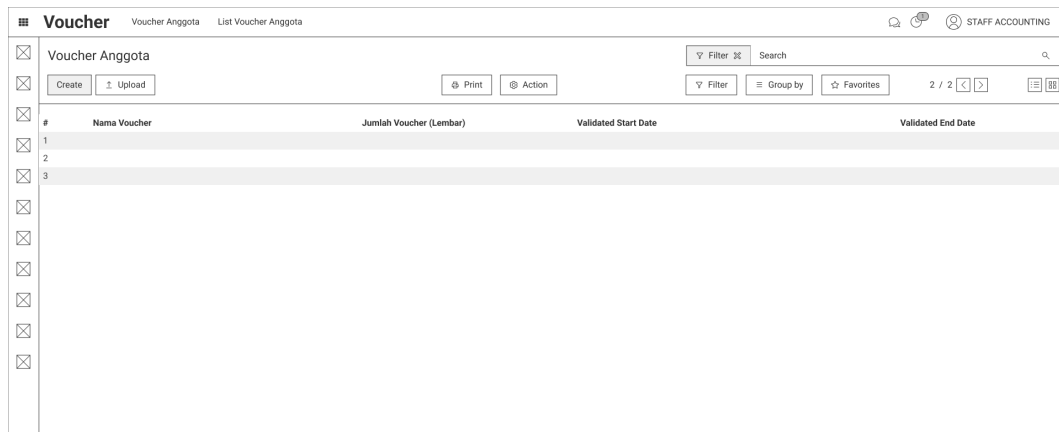 Voucher Voucher Anggota List Voucher Anggota 1 STAFF ACCOUNTING
Voucher Anggota Filter Search
Create Upload Print Action Filter Group by Favorites 2 / 2
# Nama Voucher Jumlah Voucher (Lembar) Validated Start Date Validated End Date
1
2
3